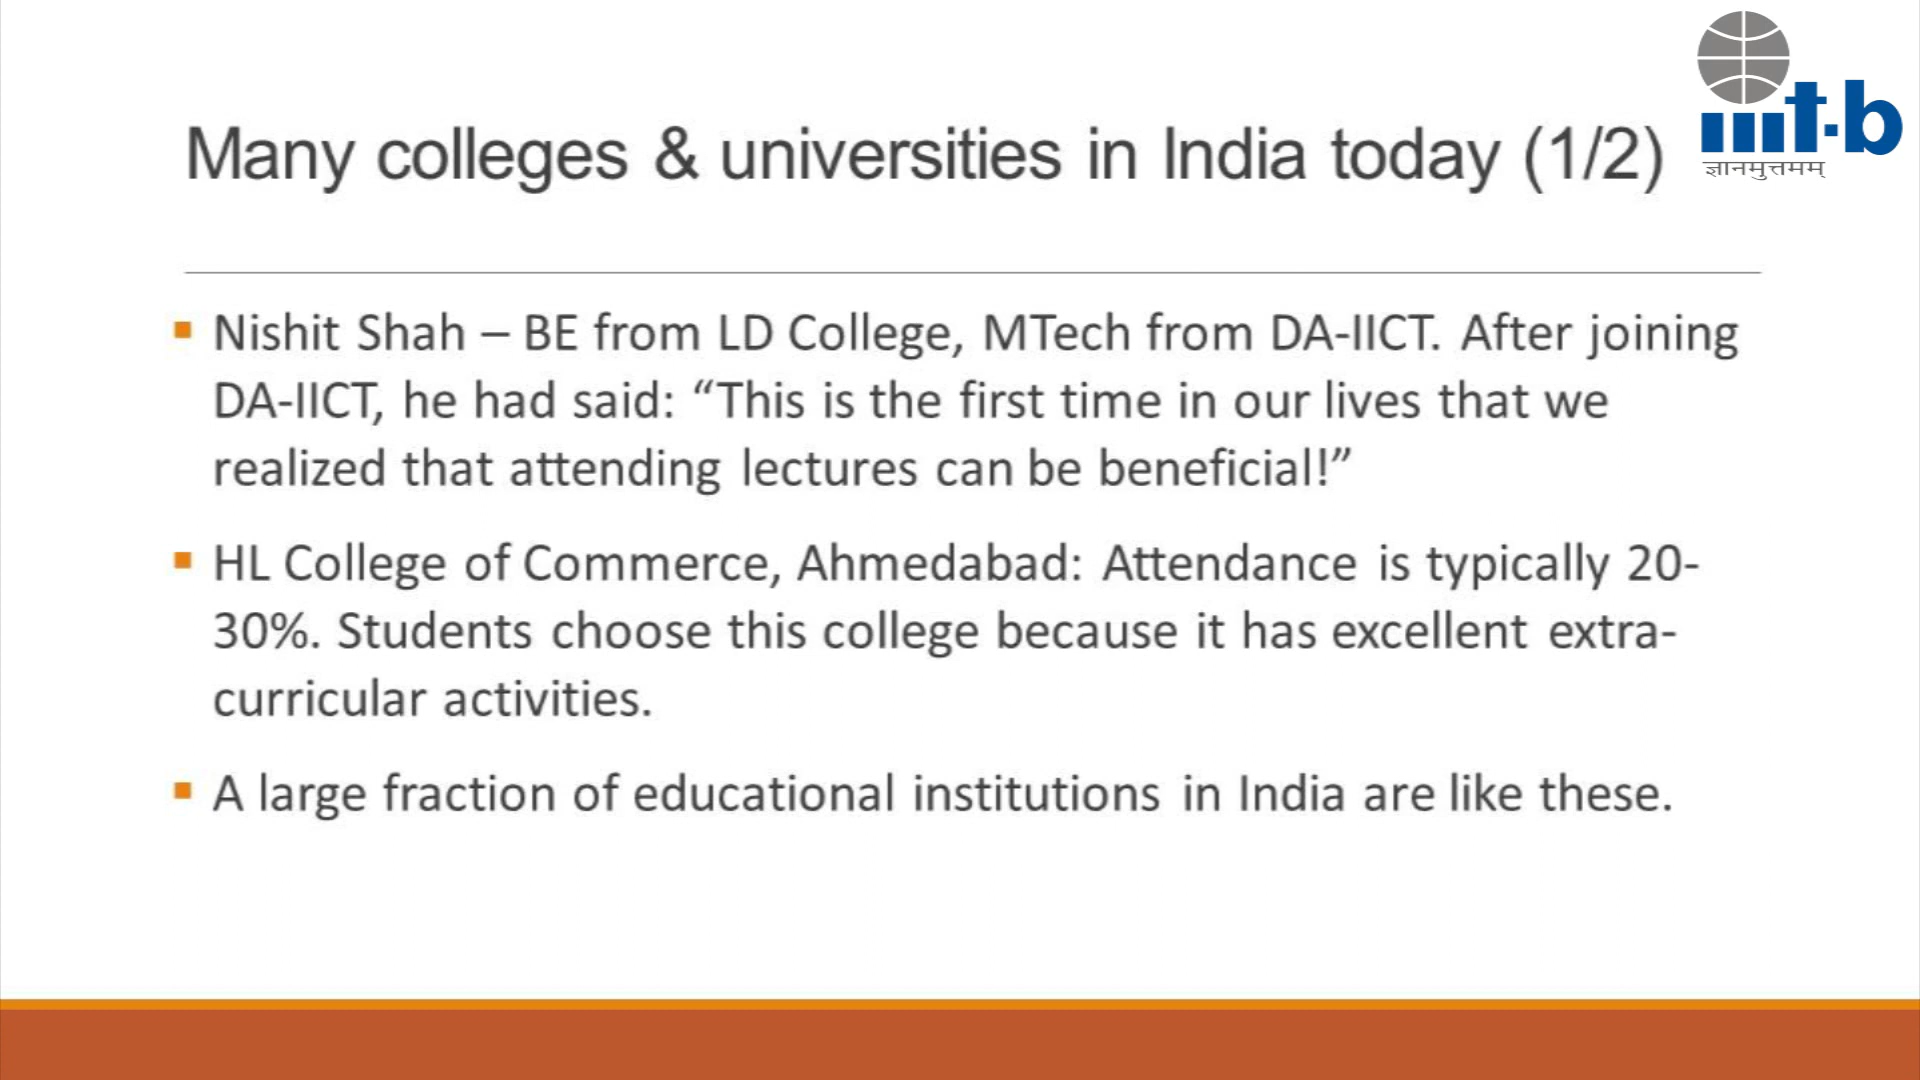 Many colleges & universities in India today (1/2)
iiit-b
ज्ञानमुत्तमम्
Nishit Shah – BE from LD College, MTech from DA-IICT. After joining
DA-IICT, he had said: “This is the first time in our lives that we
realized that attending lectures can be beneficial!”
HL College of Commerce, Ahmedabad: Attendance is typically 20-
30%. Students choose this college because it has excellent extra-
curricular activities.
A large fraction of educational institutions in India are like these.